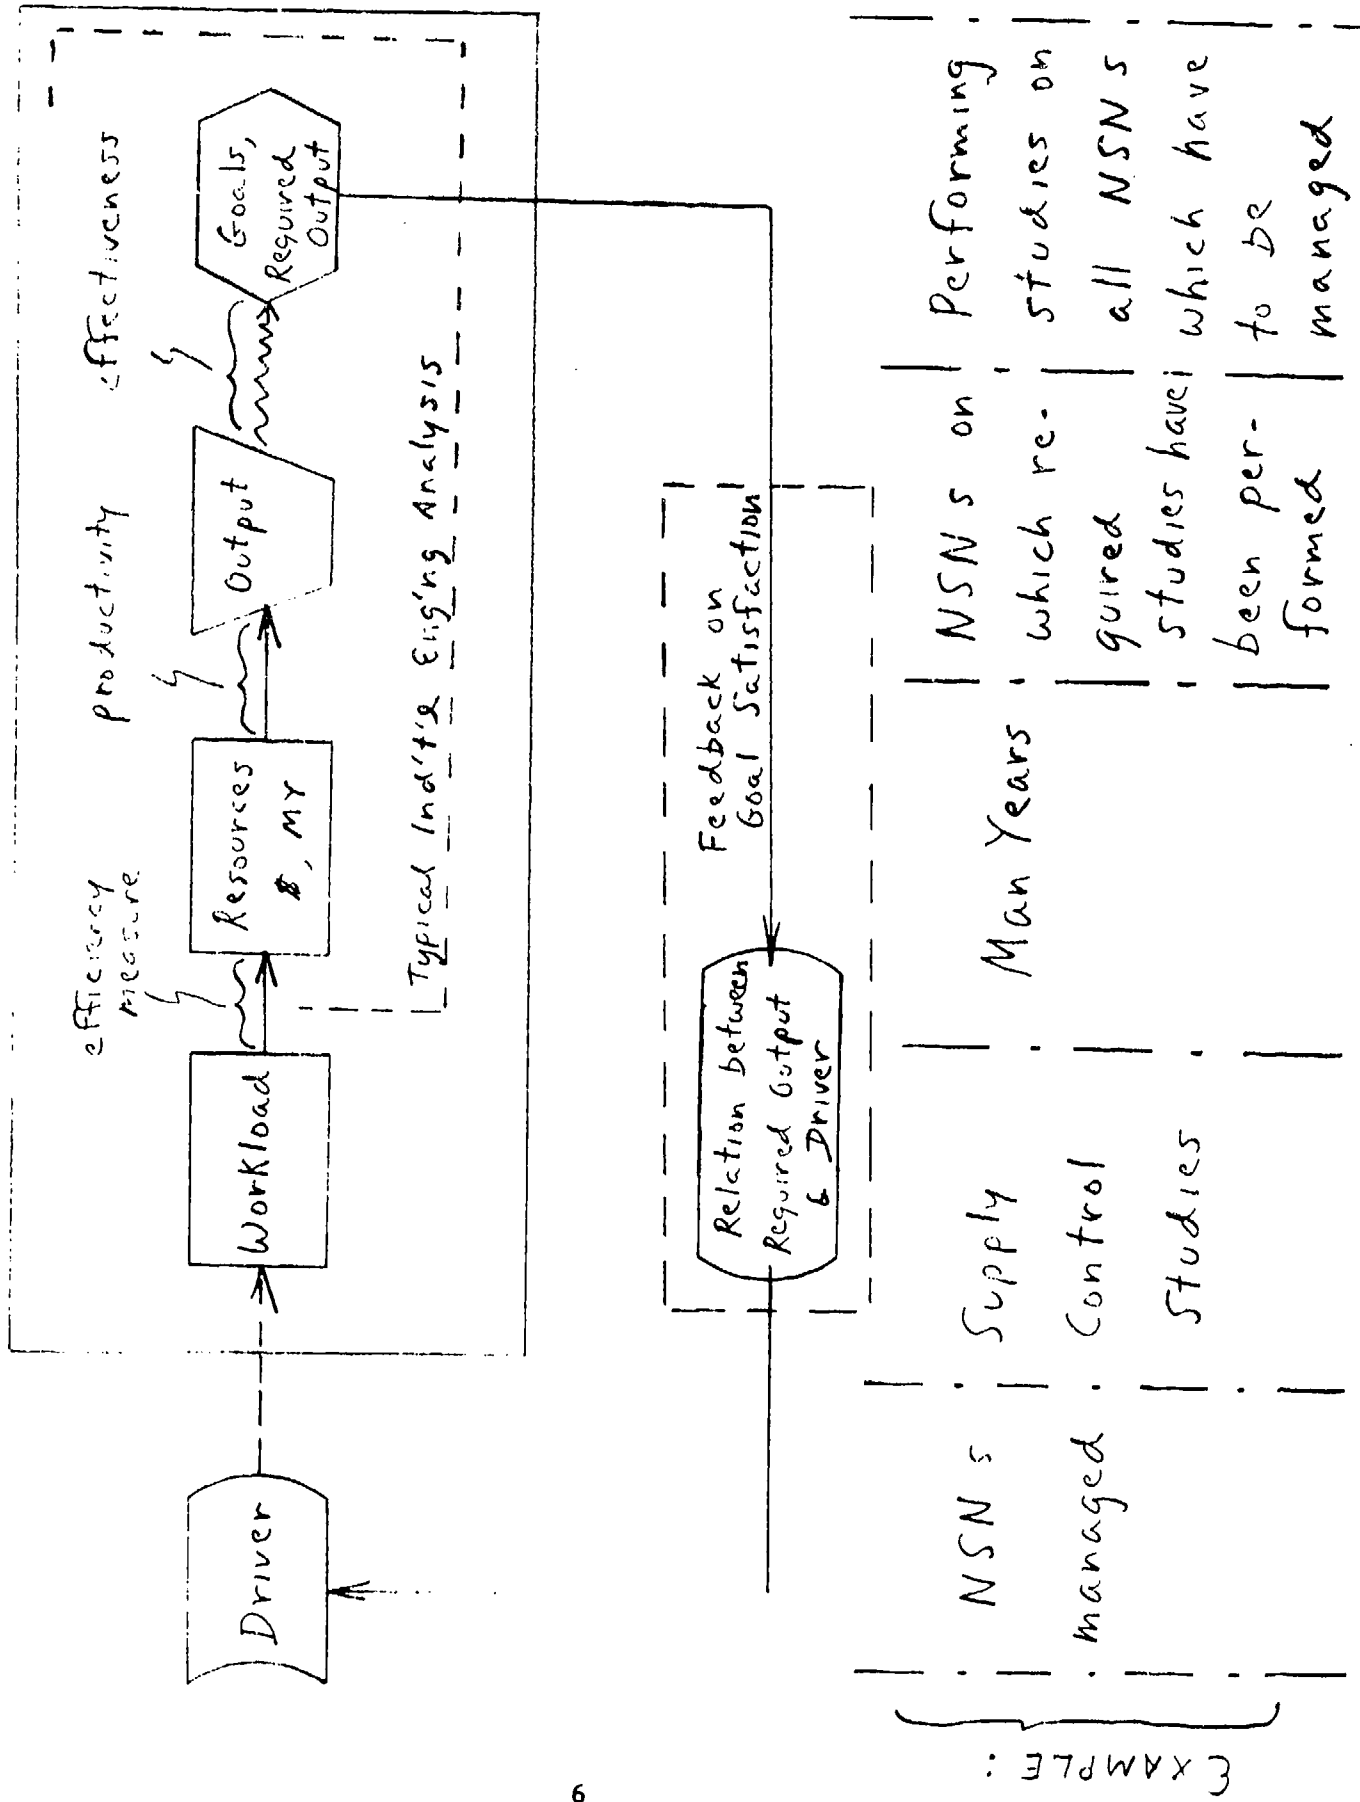 efficiency
measure
productivity
effectiveness
Driver
Workload
Resources
$, MY
Output
Goals,
Required
Output
Typical Ind't'l Eng'ng Analysis
Feedback on
Goal Satisfaction
Relation between
Required Output
& Driver
EXAMPLE:
NSNs
managed
Supply
Control
Studies
Man Years
NSNs on
which re-
quired
studies have
been per-
formed
Performing
studies on
all NSNs
which have
to be
managed
6